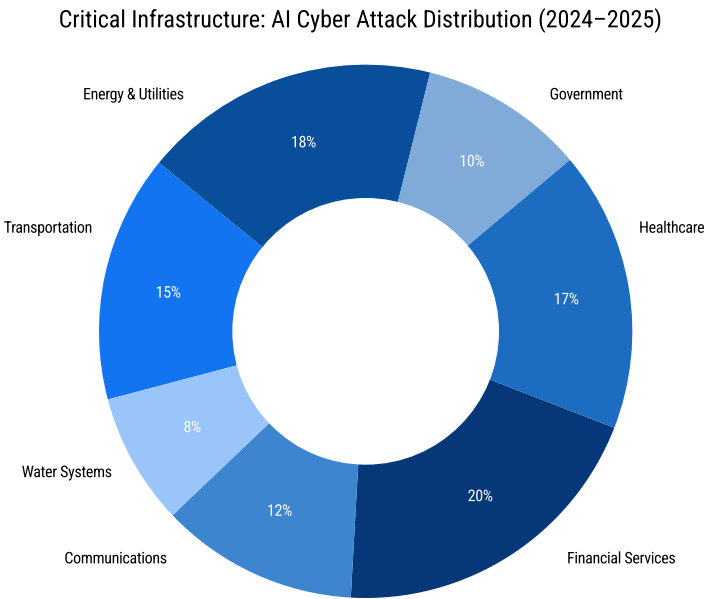 Critical Infrastructure: AI Cyber Attack Distribution (2024–2025)
Energy & Utilities
Government
18%
10%
Transportation
Healthcare
15%
17%
8%
Water Systems
20%
12%
Communications
Financial Services